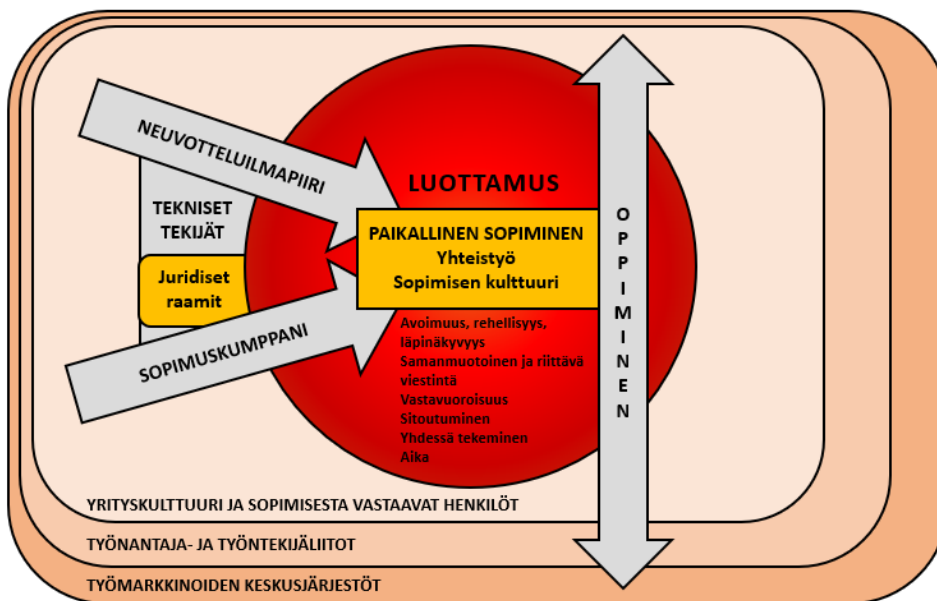 NEUVOTTELUILMAPIIRI
TEKNISET
TEKIJÄT
Juridiset
raamit
SOPIMUSKUMPPANI
LUOTTAMUS
PAIKALLINEN SOPIMINEN
Yhteistyö
Sopimisen kulttuuri
Avoimuus, rehellisyys,
läpinäkyvyys
Samanmuotoinen ja riittävä
viestintä
Vastavuoroisuus
Sitoutuminen
Yhdessä tekeminen
Aika
OPPIMINEN
YRITYSKULTTUURI JA SOPIMISESTA VASTAAVAT HENKILÖT
TYÖNANTAJA- JA TYÖNTEKIJÄLIITOT
TYÖMARKKINOIDEN KESKUSJÄRJESTÖT